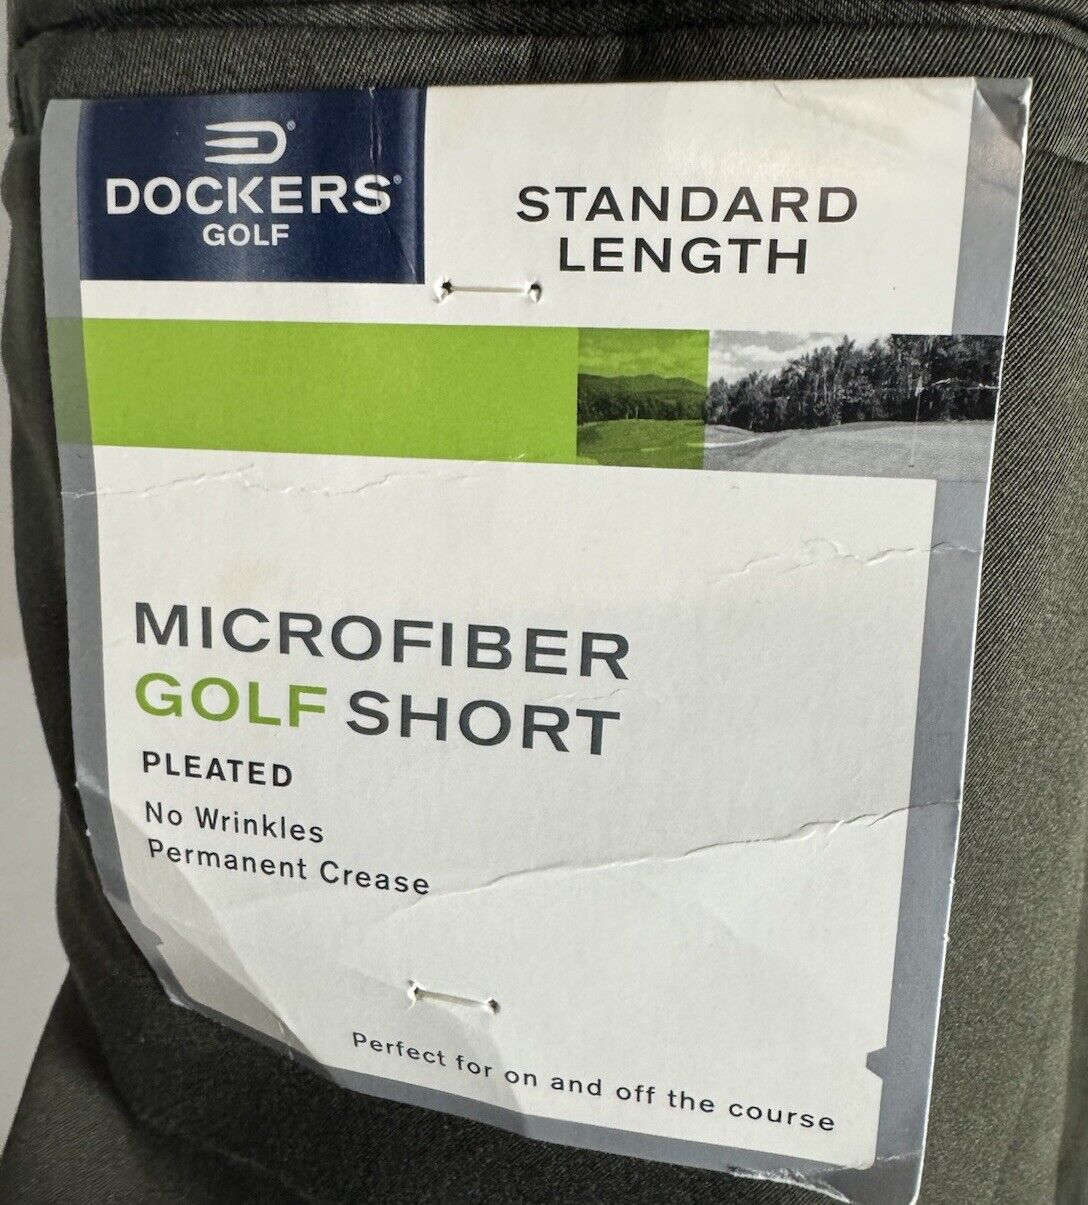 DOCKERS®
GOLF
STANDARD
LENGTH
MICROFIBER
GOLF SHORT
PLEATED
No Wrinkles
Permanent Crease
Perfect for on and off the course